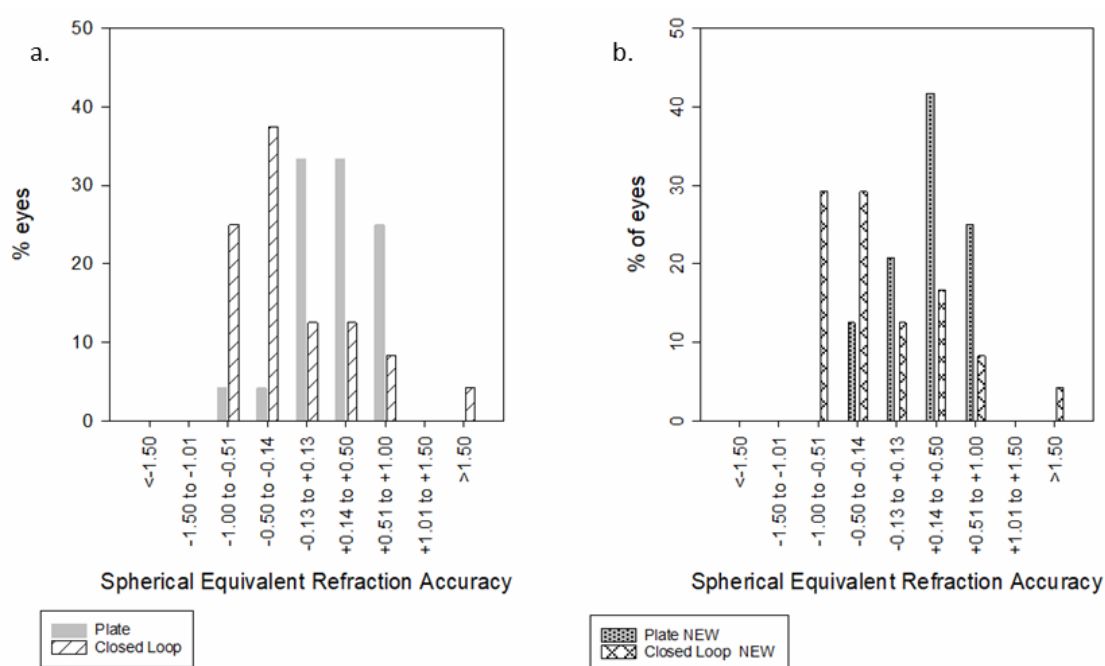 a.
50
40
30
20
10
0
% eyes
<-1.50
-1.50 to -1.01
-1.00 to -0.51
-0.50 to -0.14
-0.13 to +0.13
+0.14 to +0.50
+0.51 to +1.00
+1.01 to +1.50
>1.50
Spherical Equivalent Refraction Accuracy
Plate
Closed Loop
b.
50
40
30
20
10
0
% of eyes
<-1.50
-1.50 to -1.01
-1.00 to -0.51
-0.50 to -0.14
-0.13 to +0.13
+0.14 to +0.50
+0.51 to +1.00
+1.01 to +1.50
>1.50
Spherical Equivalent Refraction Accuracy
Plate NEW
Closed Loop NEW